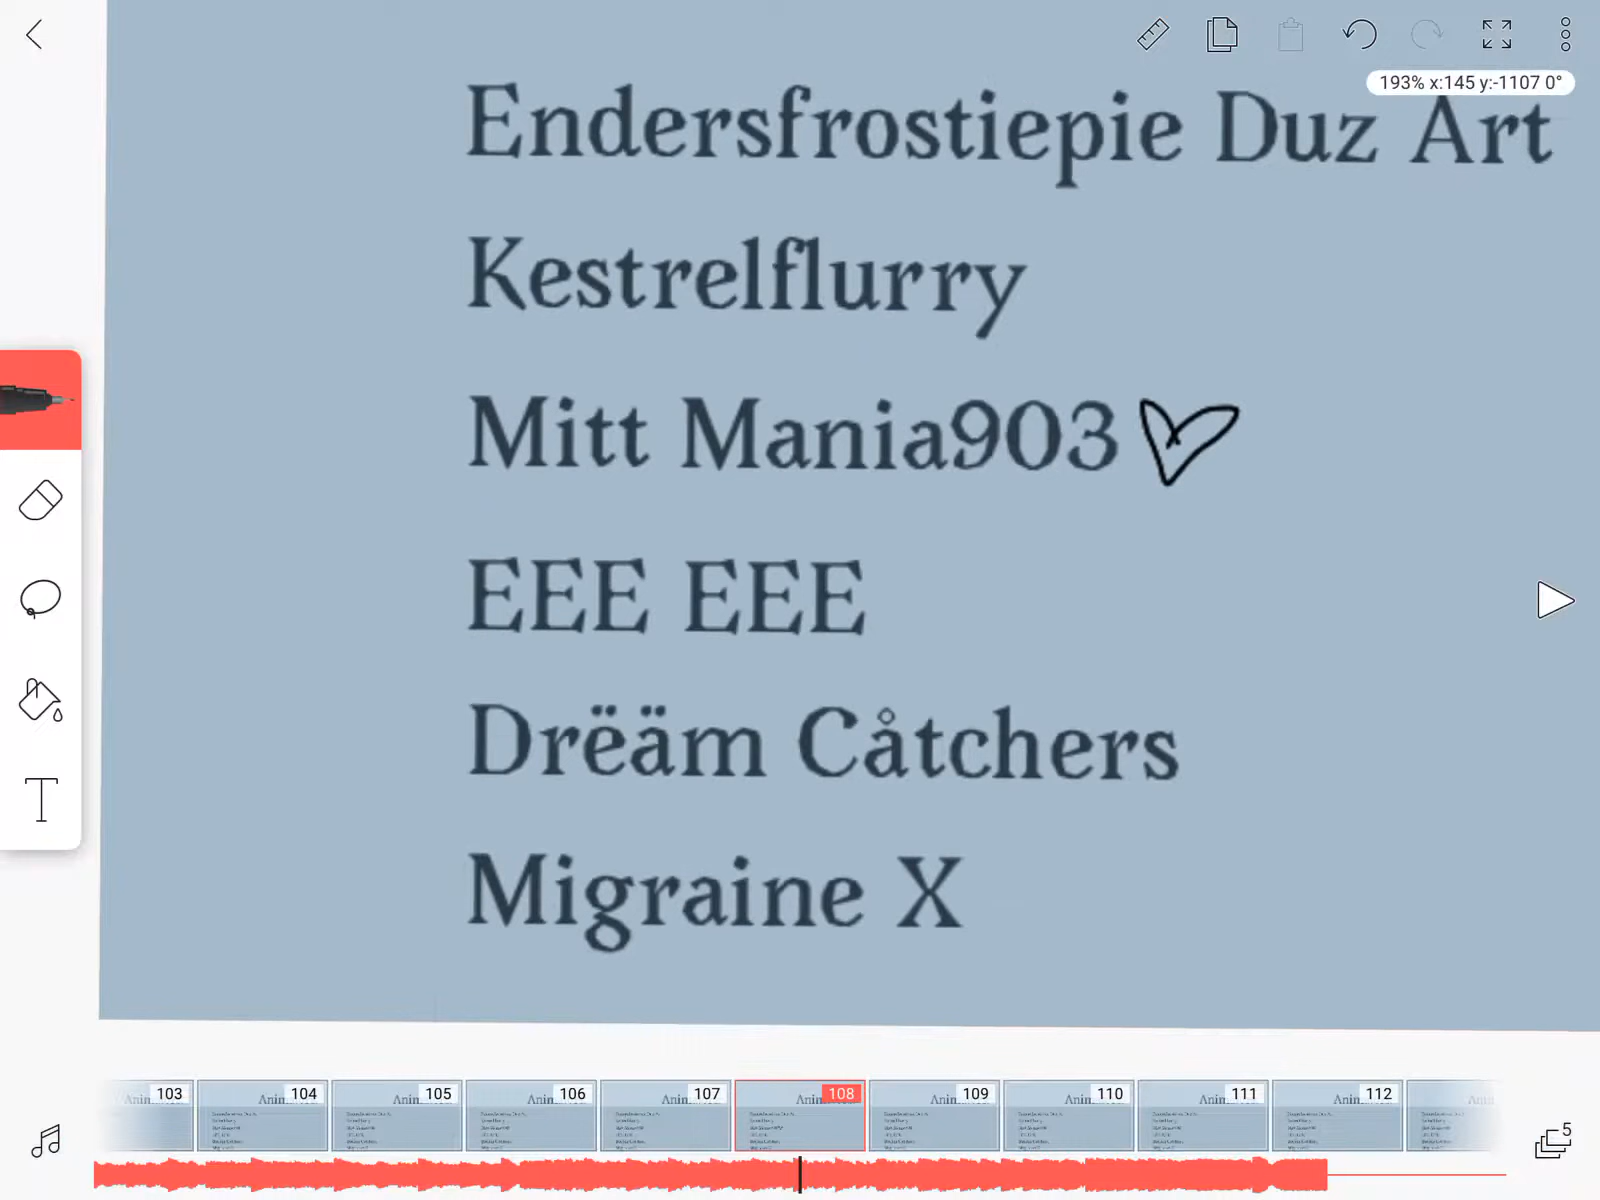 193% x:145 y:-1107 0°
Endersfrostiepie Duz Art
Kestrelflurry
Mitt Mania903
EEE EEE
Drëäm Cåtchers
Migraine X
103 104 105 106 107 108 109 110 111 112
5